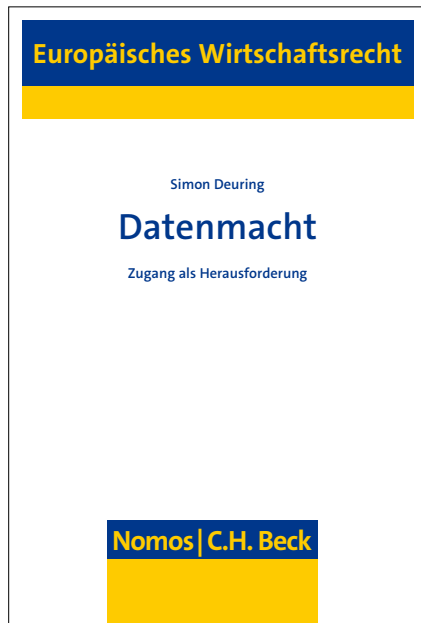 Europäisches Wirtschaftsrecht
Simon Deuring
Datenmacht
Zugang als Herausforderung
Nomos | C.H. Beck